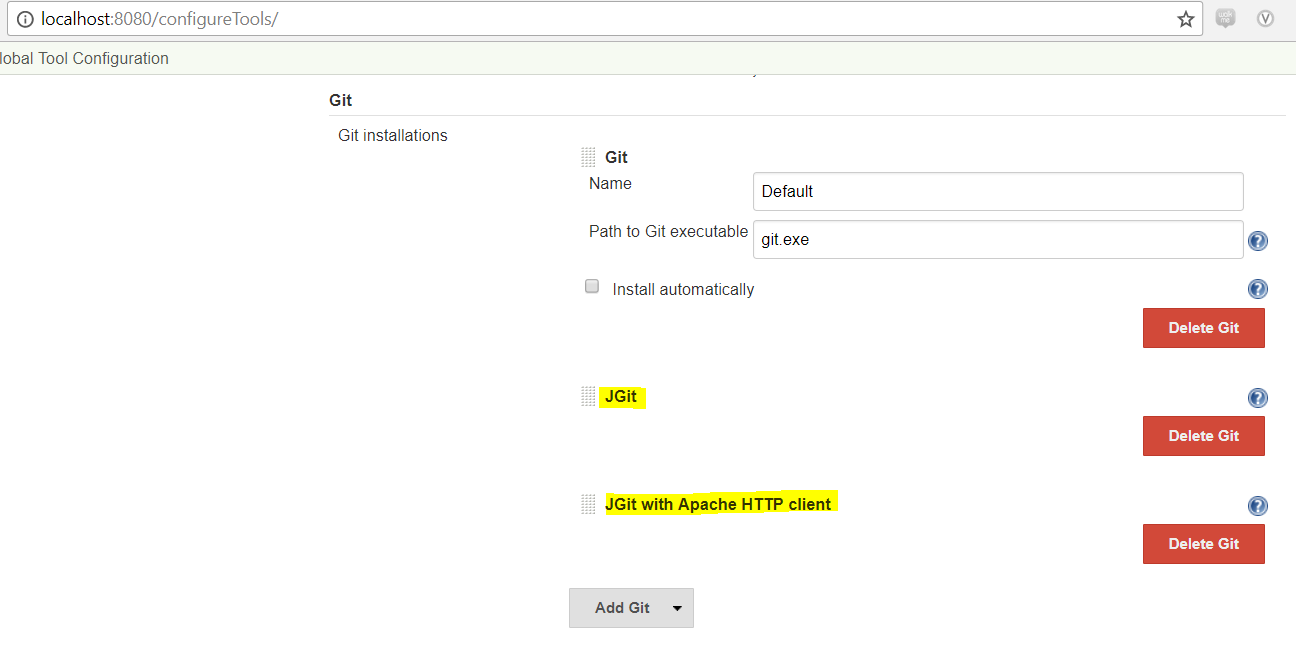 localhost:8080/configureTools/
lobal Tool Configuration
Git
Git installations
Git
Name
Default
Path to Git executable
git.exe
Install automatically
Delete Git
JGit
Delete Git
JGit with Apache HTTP client
Delete Git
Add Git